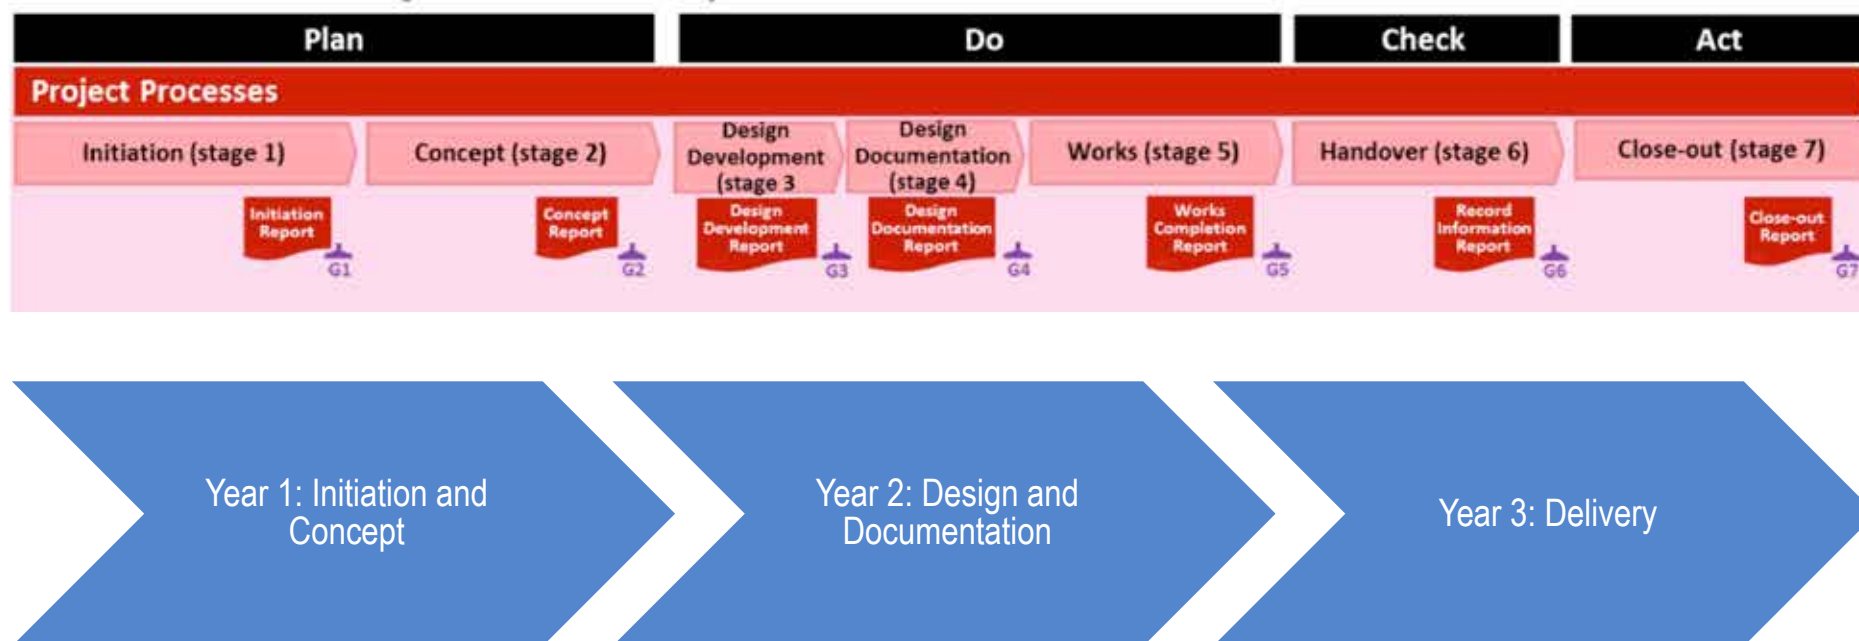 Plan
Do
Check
Act
Project Processes
Initiation (stage 1)
Concept (stage 2)
Design
Development
(stage 3
Design
Documentation
(stage 4)
Works (stage 5)
Handover (stage 6)
Close-out (stage 7)
Initiation
Report
G1
Concept
Report
G2
Design
Development
Report
G3
Design
Documentation
Report
G4
Works
Completion
Report
G5
Record
Information
Report
G6
Close-out
Report
G7
Year 1: Initiation and
Concept
Year 2: Design and
Documentation
Year 3: Delivery